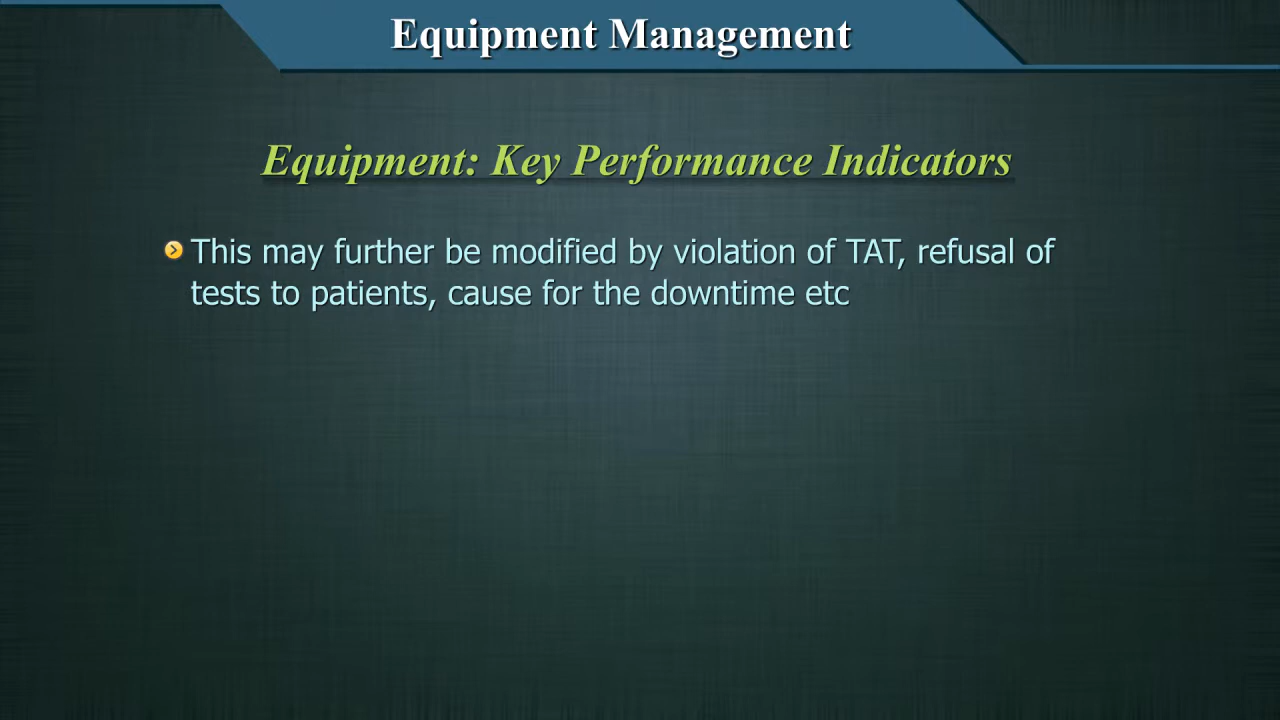 Equipment Management
Equipment: Key Performance Indicators
This may further be modified by violation of TAT, refusal of
tests to patients, cause for the downtime etc